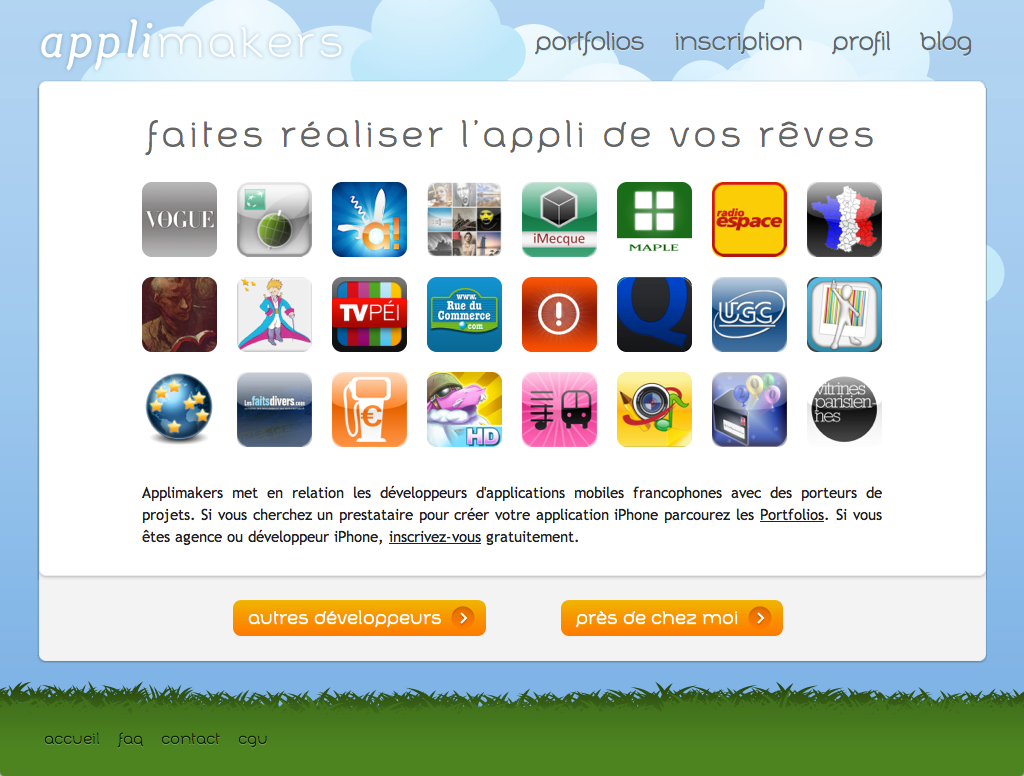 applimakers
portfolios inscription profil blog
faites réaliser l'appli de vos rêves
VOGUE
a!
iMecque
MAPLE
radio
espace
TVPÉI
www.
Rue du
Commerce
.com
Q
UGC
Lesfaitsdivers.com
€
HD
vitrines
parisien-
nes
Applimakers met en relation les développeurs d'applications mobiles francophones avec des porteurs de
projets. Si vous cherchez un prestataire pour créer votre application iPhone parcourez les Portfolios. Si vous
êtes agence ou développeur iPhone, inscrivez-vous gratuitement.
autres développeurs
près de chez moi
accueil faq contact cgu